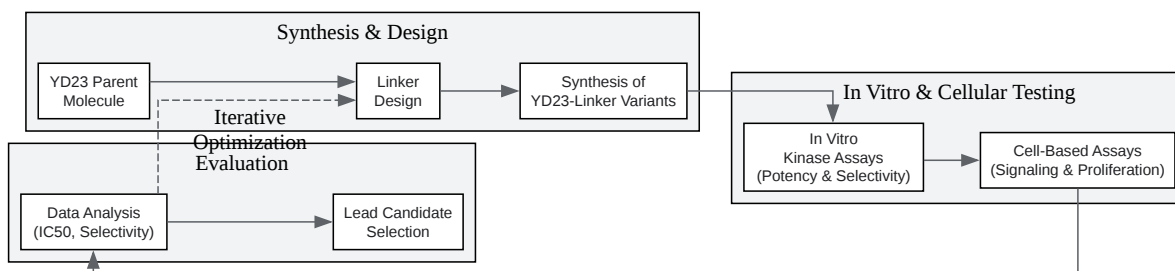 Synthesis & Design
YD23 Parent
Molecule
Linker
Design
Synthesis of
YD23-Linker Variants
In Vitro & Cellular Testing
In Vitro
Kinase Assays
(Potency & Selectivity)
Cell-Based Assays
(Signaling & Proliferation)
Iterative
Optimization
Evaluation
Data Analysis
(IC50, Selectivity)
Lead Candidate
Selection